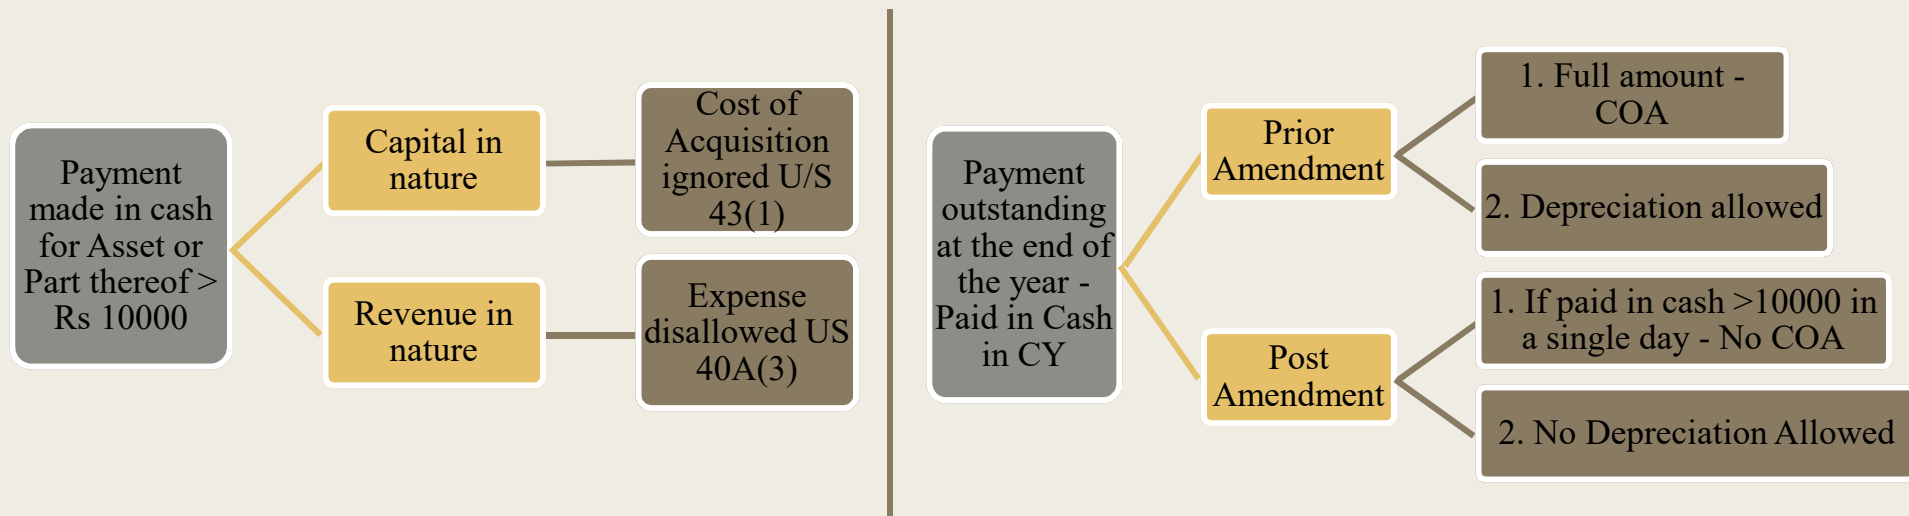 Payment
made in cash
for Asset or
Part thereof >
Rs 10000
Capital in
nature
Cost of
Acquisition
ignored U/S
43(1)
Revenue in
nature
Expense
disallowed US
40A(3)
Payment
outstanding
at the end of
the year -
Paid in Cash
in CY
Prior
Amendment
1. Full amount -
COA
2. Depreciation allowed
Post
Amendment
1. If paid in cash >10000 in
a single day - No COA
2. No Depreciation Allowed